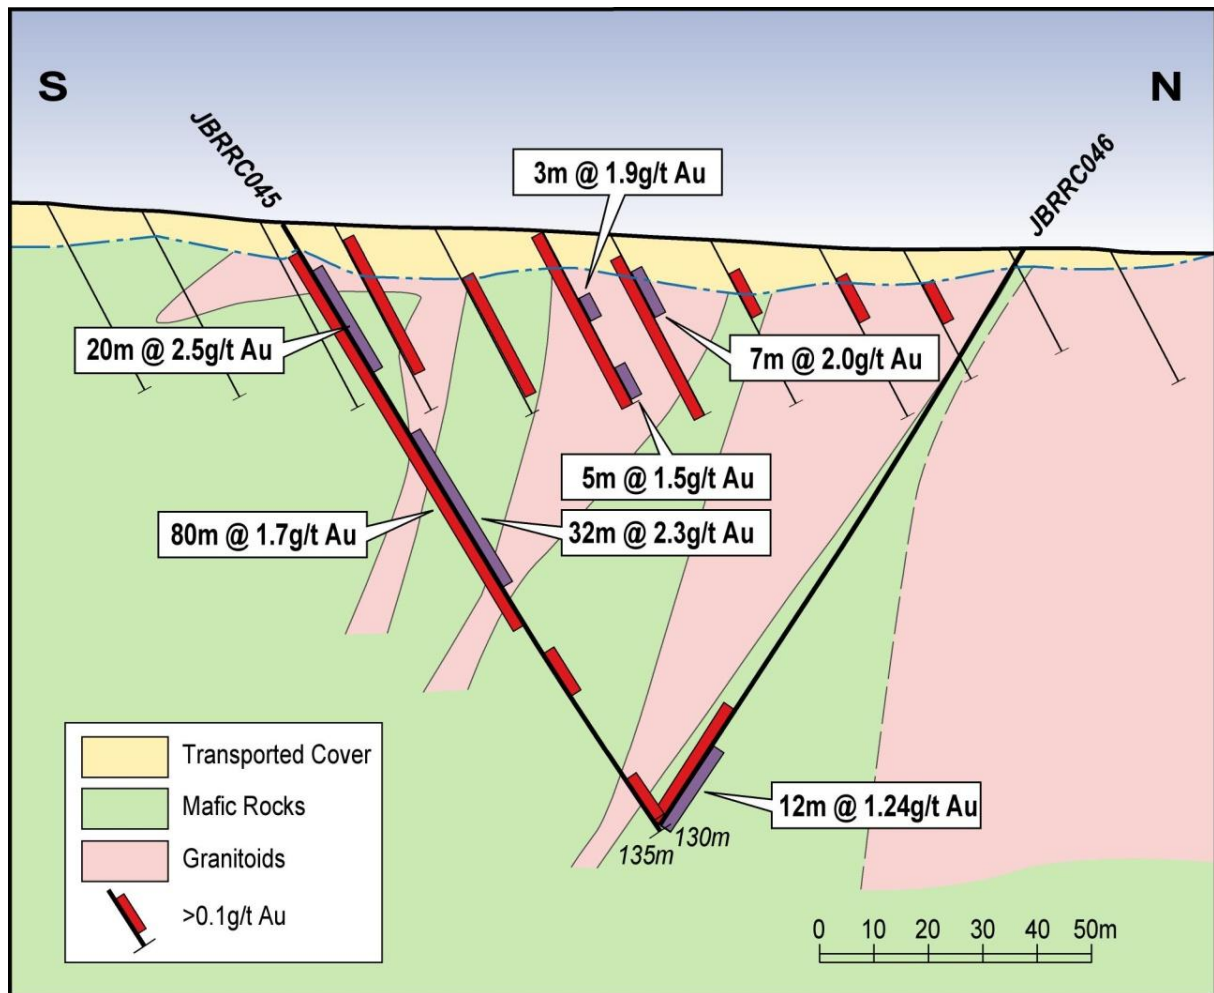 S
N
JBRRC045
JBRRC046
3m @ 1.9g/t Au
20m @ 2.5g/t Au
7m @ 2.0g/t Au
5m @ 1.5g/t Au
80m @ 1.7g/t Au
32m @ 2.3g/t Au
12m @ 1.24g/t Au
130m
135m
Transported Cover
Mafic Rocks
Granitoids
>0.1g/t Au
0 10 20 30 40 50m